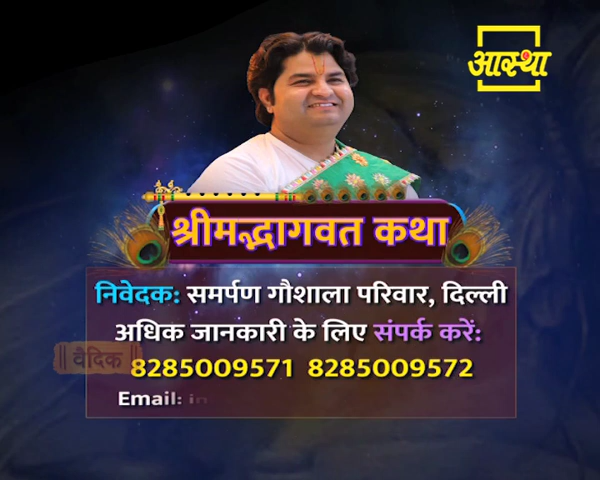 आस्था
श्रीमद्भागवत कथा
निवेदक: समर्पण गौशाला परिवार, दिल्ली
अधिक जानकारी के लिए संपर्क करें:
वैदिक
8285009571 8285009572
Email: